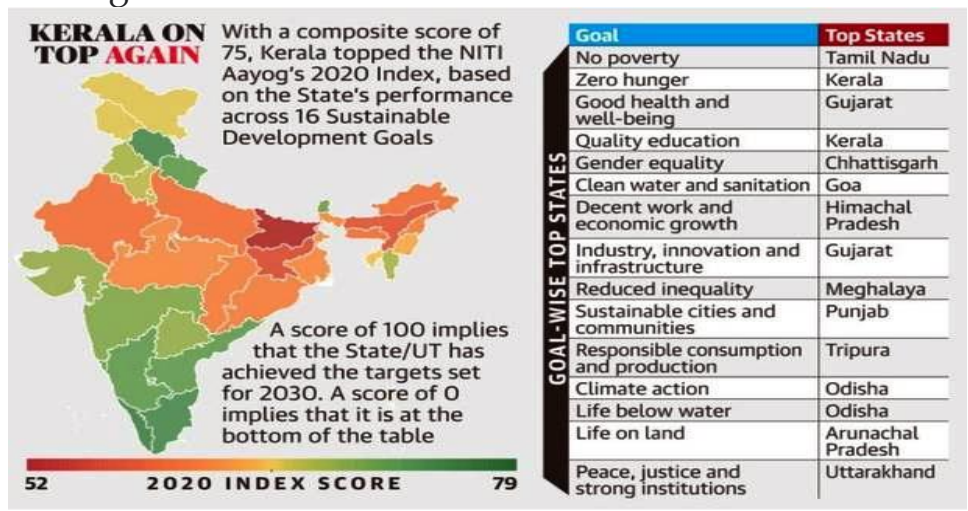 KERALA ON
TOP AGAIN
With a composite score of
75, Kerala topped the NITI
Aayog's 2020 Index, based
on the State's performance
across 16 Sustainable
Development Goals
A score of 100 implies
that the State/UT has
achieved the targets set
for 2030. A score of 0
implies that it is at the
bottom of the table
52 2020 INDEX SCORE 79
GOAL-WISE TOP STATES
Goal Top States
No poverty Tamil Nadu
Zero hunger Kerala
Good health and
well-being Gujarat
Quality education Kerala
Gender equality Chhattisgarh
Clean water and sanitation Goa
Decent work and Himachal
economic growth Pradesh
Industry, innovation and Gujarat
infrastructure
Reduced inequality Meghalaya
Sustainable cities and Punjab
communities
Responsible consumption Tripura
and production
Climate action Odisha
Life below water Odisha
Life on land Arunachal
Pradesh
Peace, justice and Uttarakhand
strong institutions